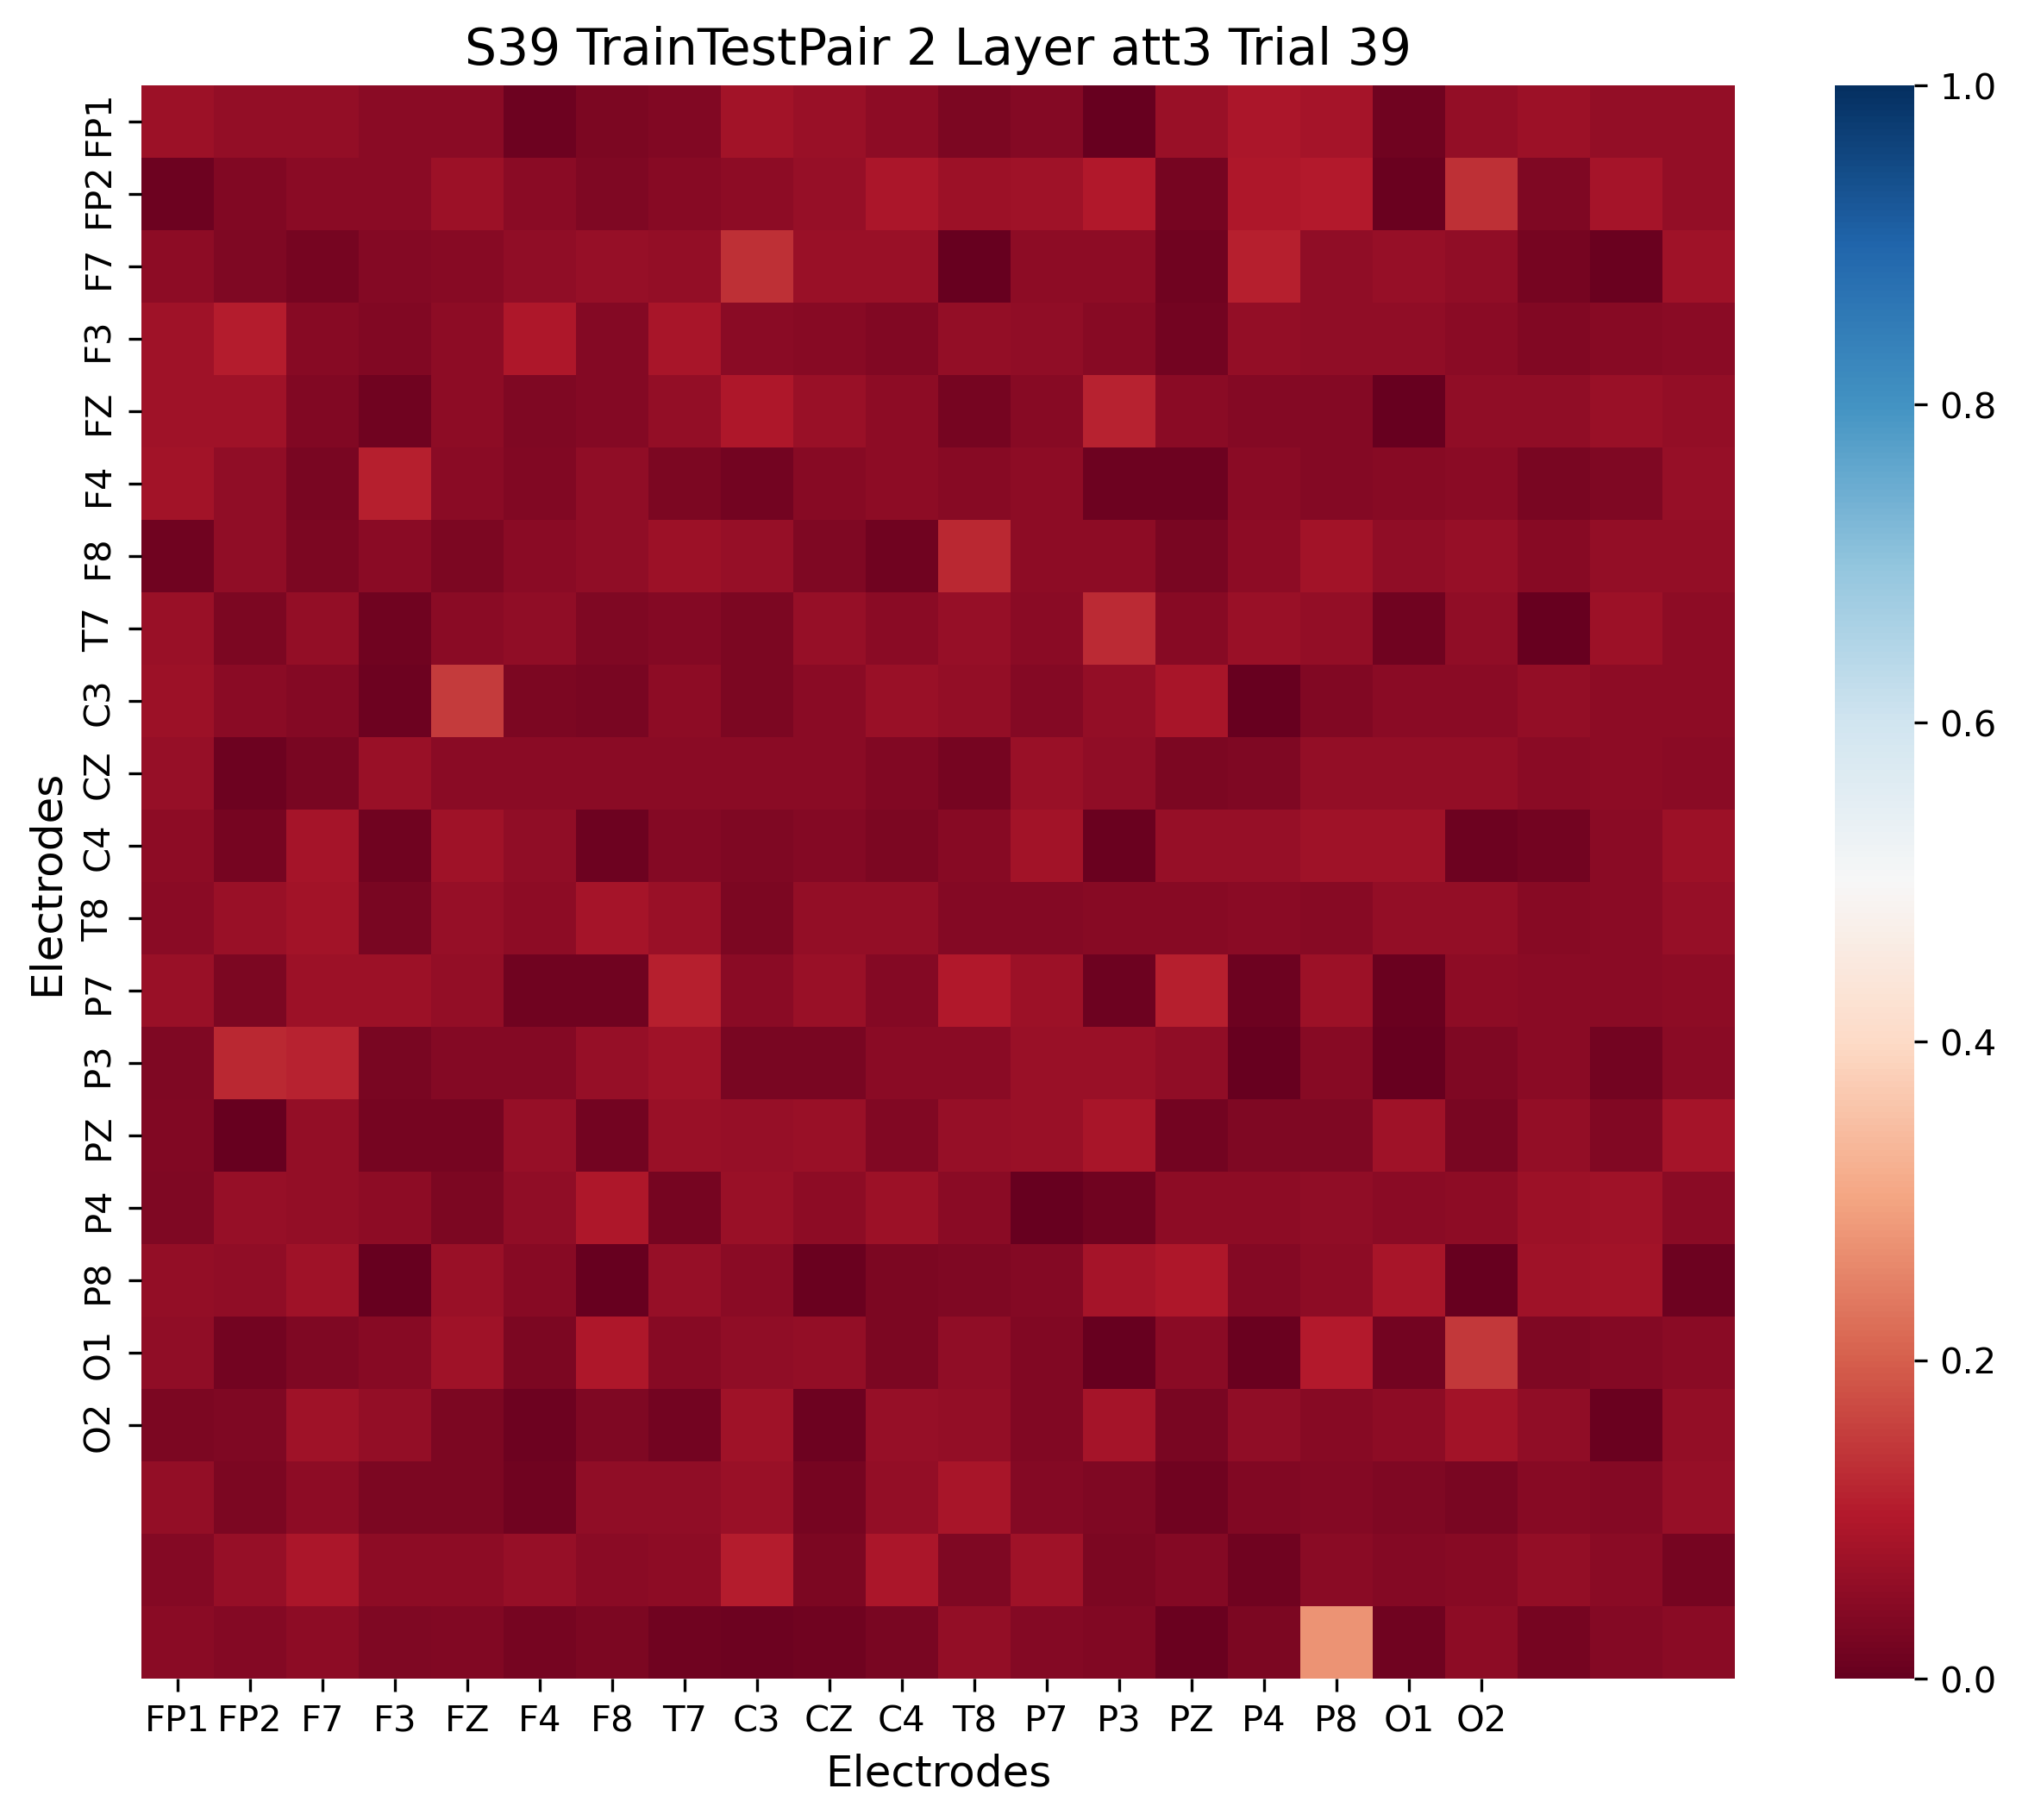 S39 TrainTestPair 2 Layer att3 Trial 39
Electrodes
FP1
FP2
F7
F3
FZ
F4
F8
T7
C3
CZ
C4
T8
P7
P3
PZ
P4
P8
O1
O2
FP1 FP2 F7 F3 FZ F4 F8 T7 C3 CZ C4 T8 P7 P3 PZ P4 P8 O1 O2
Electrodes
1.0
0.8
0.6
0.4
0.2
0.0